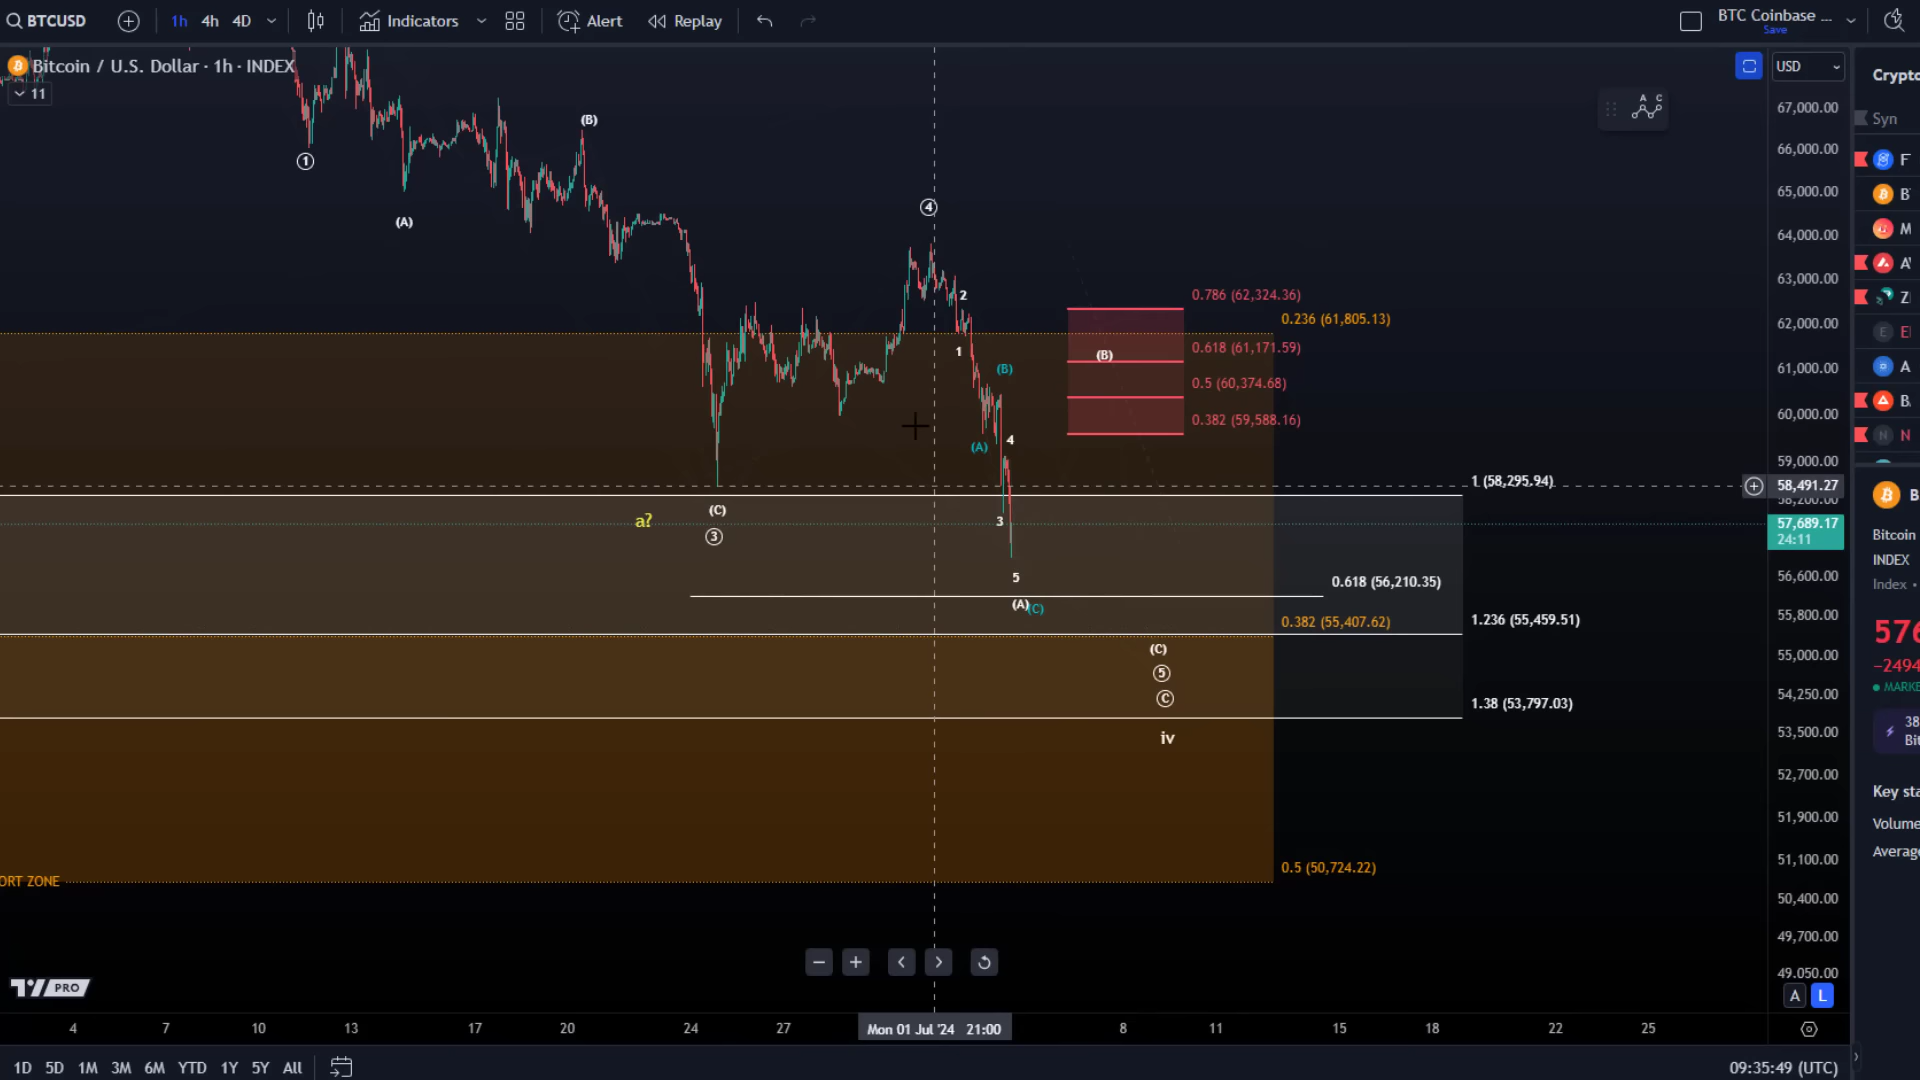 BTCUSD 1h 4h 4D Indicators Alert Replay BTC Coinbase ... Save
Bitcoin / U.S. Dollar · 1h · INDEX USD Crypto
11
A C
67,000.00
Syn
(B)
66,000.00
1
F
65,000.00
B
(A)
4
M
64,000.00
A
63,000.00
2
0.786 (62,324.36)
Z
0.236 (61,805.13)
62,000.00
E
1
(B)
0.618 (61,171.59)
(B)
61,000.00
A
0.5 (60,374.68)
B
60,000.00
0.382 (59,588.16)
N N
4
(A)
59,000.00
1 (58,295.94)
58,491.27
58,200.00
B
(C)
a?
3
57,689.17
24:11
3
Bitcoin
INDEX
Index •
5
0.618 (56,210.35)
56,600.00
(A)
(C)
0.382 (55,407.62)
1.236 (55,459.51)
55,800.00
576
(C)
55,000.00
−2494
5
MARKE
C
54,250.00
1.38 (53,797.03)
iv
53,500.00
38
Bit
52,700.00
Key sta
51,900.00
Volume
Average
0.5 (50,724.22)
51,100.00
ORT ZONE
50,400.00
49,700.00
49,050.00
PRO
A L
4 7 10 13 17 20 24 27 Mon 01 Jul '24 21:00 8 11 15 18 22 25
1D 5D 1M 3M 6M YTD 1Y 5Y All 09:35:49 (UTC)